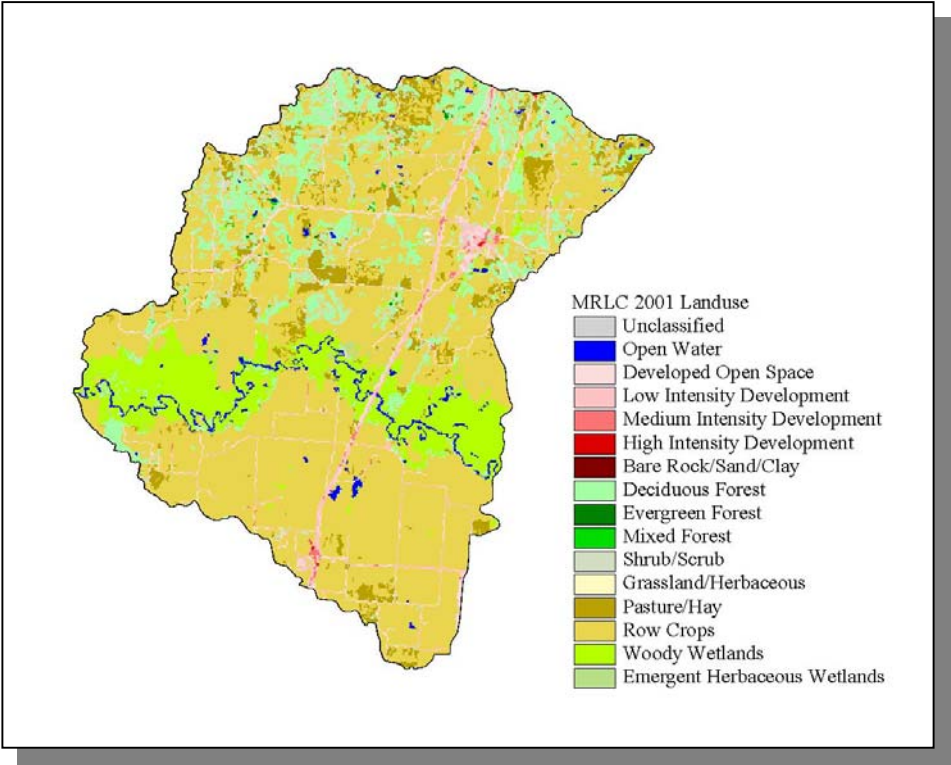 MRLC 2001 Landuse
Unclassified
Open Water
Developed Open Space
Low Intensity Development
Medium Intensity Development
High Intensity Development
Bare Rock/Sand/Clay
Deciduous Forest
Evergreen Forest
Mixed Forest
Shrub/Scrub
Grassland/Herbaceous
Pasture/Hay
Row Crops
Woody Wetlands
Emergent Herbaceous Wetlands